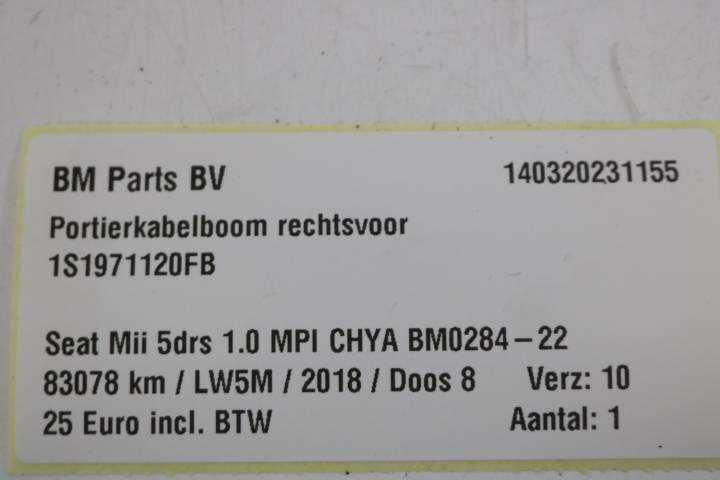 BM Parts BV 140320231155
Portierkabelboom rechtsvoor
1S1971120FB
Seat Mii 5drs 1.0 MPI CHYA BM0284-22
83078 km / LW5M / 2018 / Doos 8 Verz: 10
25 Euro incl. BTW Aantal: 1